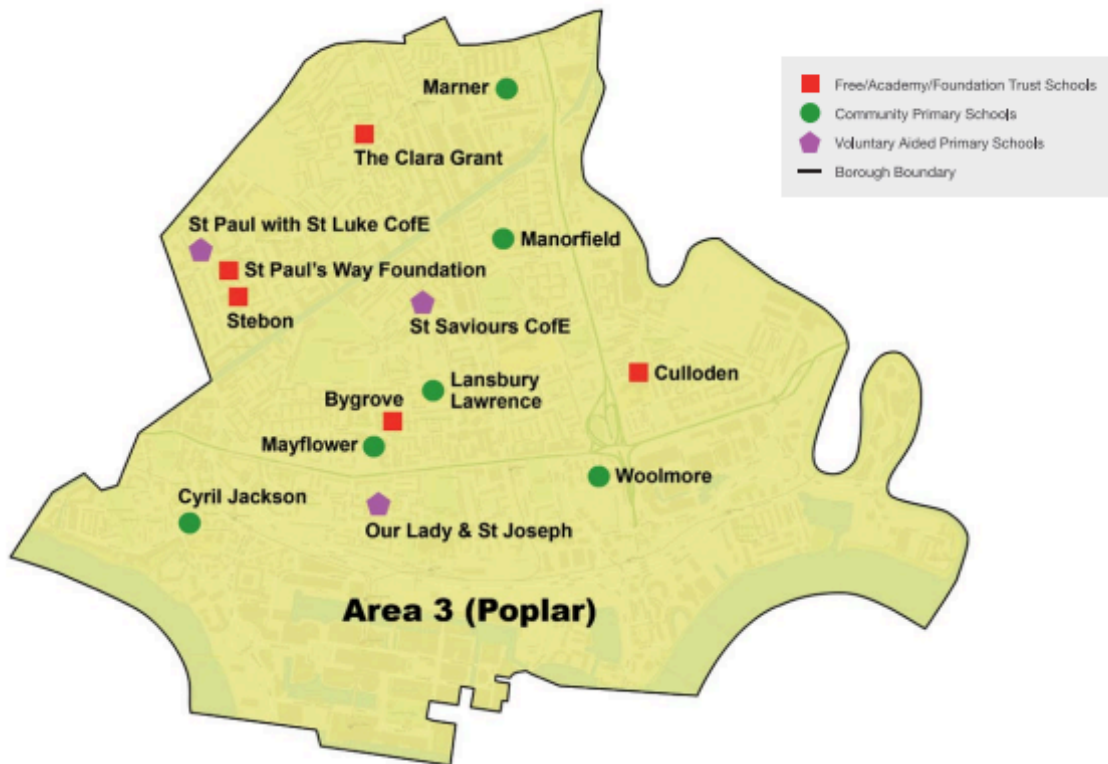 Marner
The Clara Grant
St Paul with St Luke CofE
Manorfield
St Paul's Way Foundation
Stebon
St Saviours CofE
Culloden
Lansbury
Lawrence
Bygrove
Mayflower
Woolmore
Cyril Jackson
Our Lady & St Joseph
Area 3 (Poplar)
Free/Academy/Foundation Trust Schools
Community Primary Schools
Voluntary Aided Primary Schools
Borough Boundary